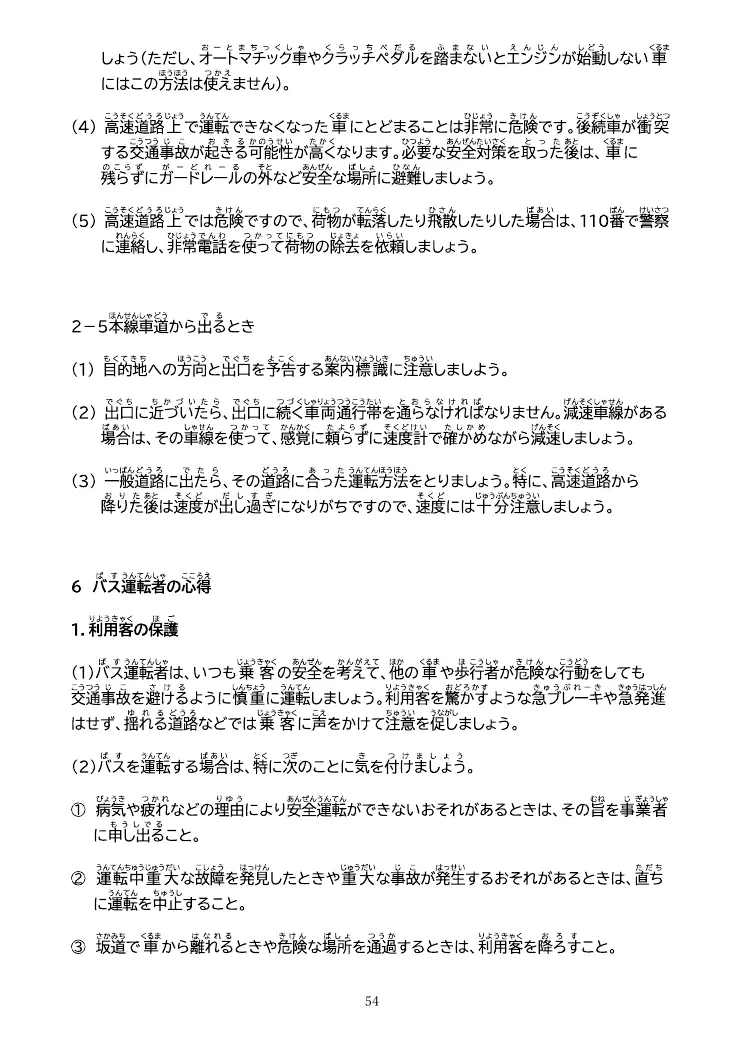 しょう（ただし、オートマチック車やクラッチペダルを踏まないとエンジンが始動しない車
にはこの方法は使えません）。
（4） 高速道路上で運転できなくなった車にとどまることは非常に危険です。後続車が衝突
する交通事故が起きる可能性が高くなります。必要な安全対策を取った後は、車に
残らずにガードレールの外など安全な場所に避難しましょう。
（5） 高速道路上では危険ですので、荷物が転落したり飛散したりした場合は、110番で警察
に連絡し、非常電話を使って荷物の除去を依頼しましょう。
2－5本線車道から出るとき
（1） 目的地への方向と出口を予告する案内標識に注意しましよう。
（2） 出口に近づいたら、出口に続く車両通行帯を通らなければなりません。減速車線がある
場合は、その車線を使って、感覚に頼らずに速度計で確かめながら減速しましょう。
（3） 一般道路に出たら、その道路に合った運転方法をとりましょう。特に、高速道路から
降りた後は速度が出し過ぎになりがちですので、速度には十分注意しましょう。
6 バス運転者の心得
1．利用客の保護
（1）バス運転者は、いつも乗客の安全を考えて、他の車や歩行者が危険な行動をしても
交通事故を避けるように慎重に運転しましょう。利用客を驚かすような急ブレーキや急発進
はせず、揺れる道路などでは乗客に声をかけて注意を促しましょう。
（2）バスを運転する場合は、特に次のことに気を付けましょう。
① 病気や疲れなどの理由により安全運転ができないおそれがあるときは、その旨を事業者
に申し出ること。
② 運転中重大な故障を発見したときや重大な事故が発生するおそれがあるときは、直ち
に運転を中止すること。
③ 坂道で車から離れるときや危険な場所を通過するときは、利用客を降ろすこと。
54